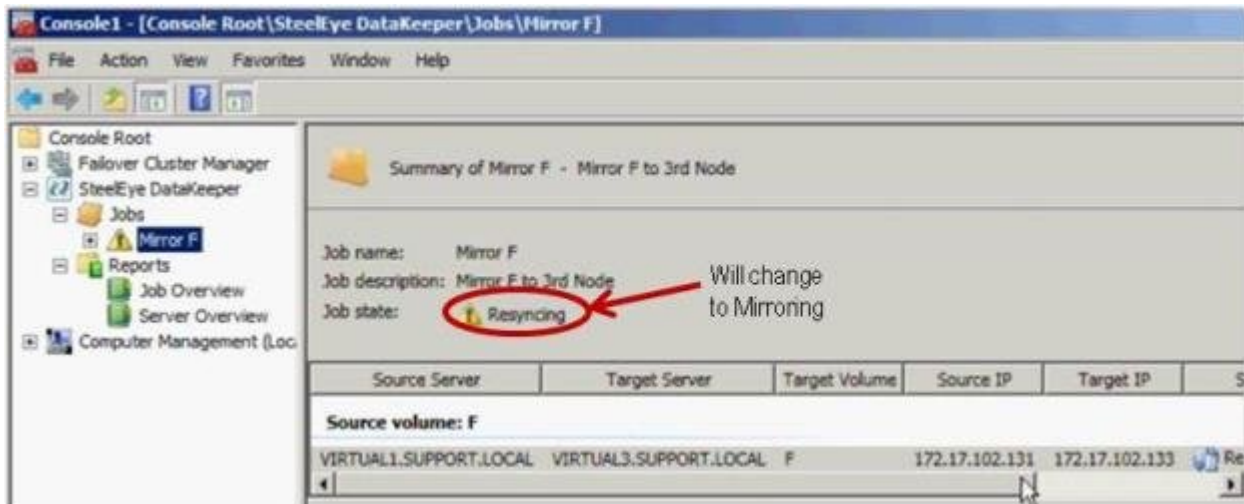 Console1 - [Console Root\SteelEye DataKeeper\Jobs\Mirror F]
File Action View Favorites Window Help
Console Root
Failover Cluster Manager
SteelEye DataKeeper
Jobs
Mirror F
Reports
Job Overview
Server Overview
Computer Management (Loc
Summary of Mirror F - Mirror F to 3rd Node
Job name: Mirror F
Job description: Mirror F to 3rd Node
Job state: Resyncing
Will change
to Mirroring
Source Server Target Server Target Volume Source IP Target IP S
Source volume: F
VIRTUAL1.SUPPORT.LOCAL VIRTUAL3.SUPPORT.LOCAL F 172.17.102.131 172.17.102.133 Re